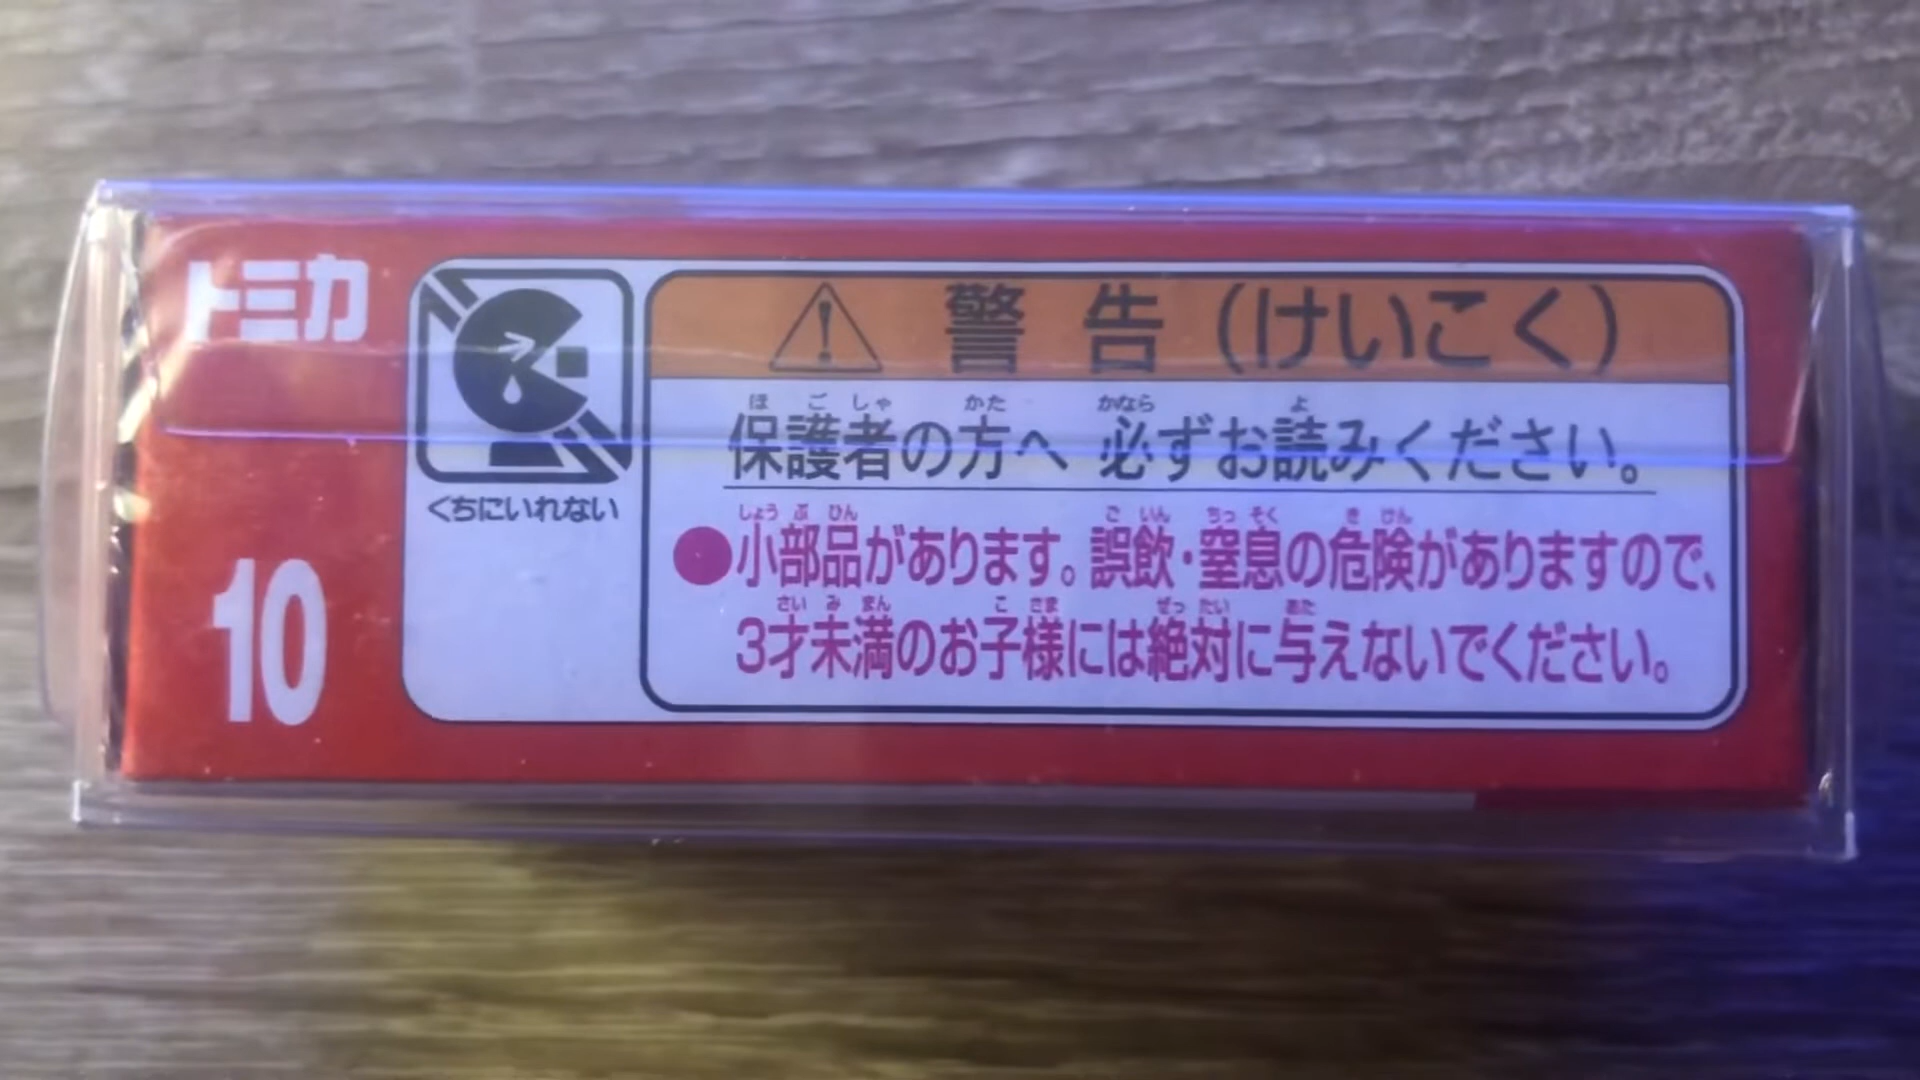 トミカ
10
くちにいれない
警告(けいこく)
ほ ご しゃ かた かなら よ
保護者の方へ 必ずお読みください。
しょう ぶ ひん ご いん ちっ そく き けん
●小部品があります。誤飲・窒息の危険がありますので、
さい み まん こ さま ぜっ たい あた
3才未満のお子様には絶対に与えないでください。